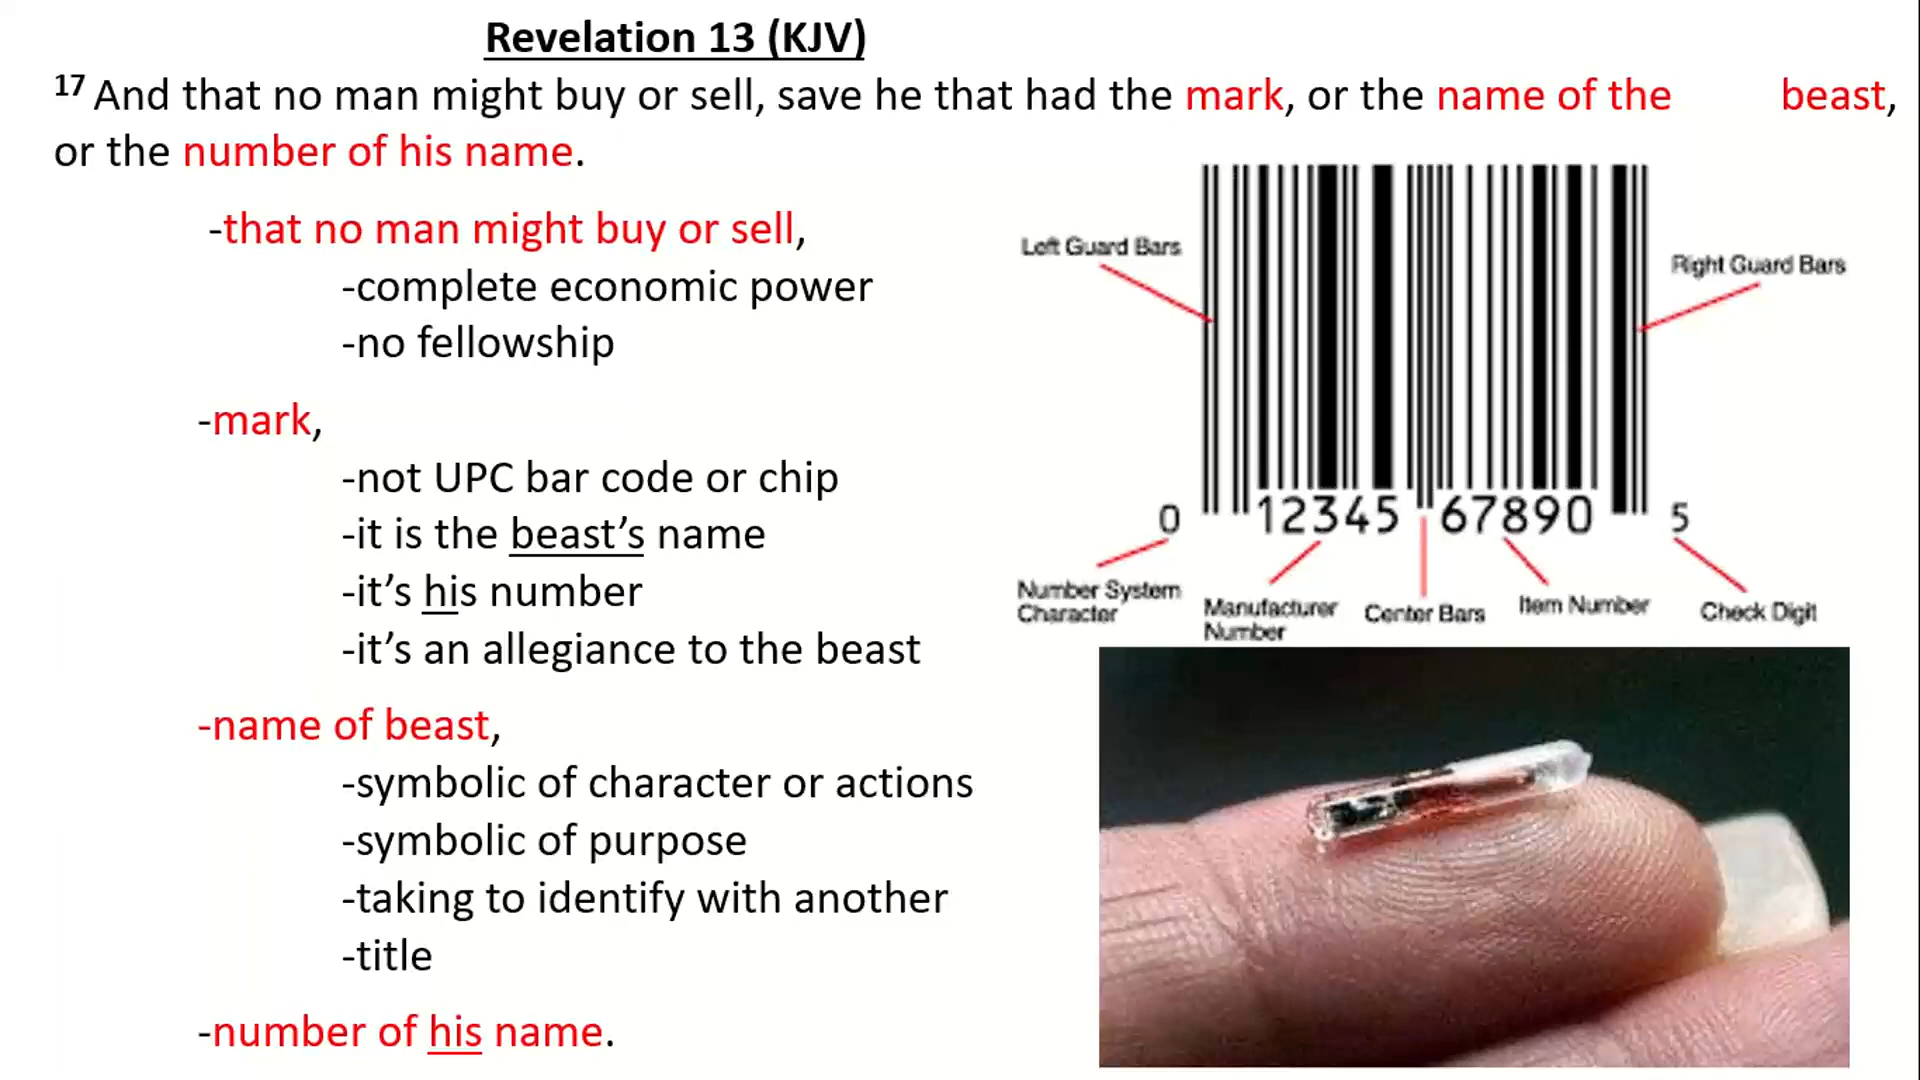 Revelation 13 (KJV)
17 And that no man might buy or sell, save he that had the mark, or the name of the beast,
or the number of his name.
-that no man might buy or sell,
-complete economic power
-no fellowship
-mark,
-not UPC bar code or chip
-it is the beast’s name
-it’s his number
-it’s an allegiance to the beast
-name of beast,
-symbolic of character or actions
-symbolic of purpose
-taking to identify with another
-title
-number of his name.
Left Guard Bars
Right Guard Bars
0 12345 67890 5
Number System
Character
Manufacturer
Number
Center Bars
Item Number
Check Digit